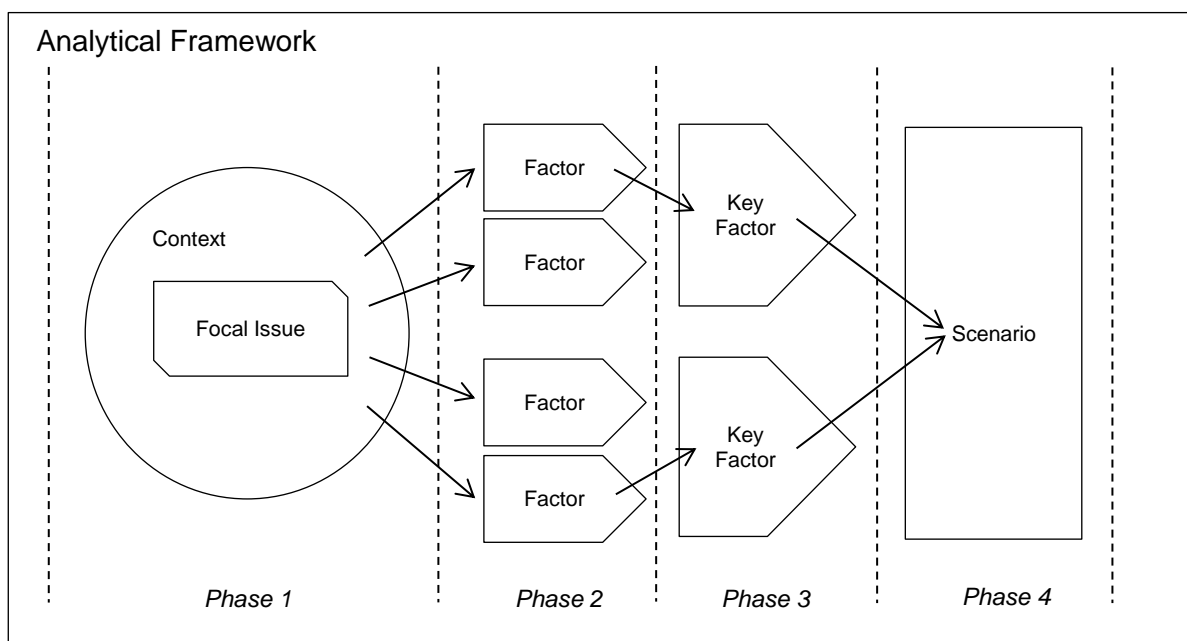 Analytical Framework
Context
Focal Issue
Factor
Factor
Factor
Factor
Key
Factor
Key
Factor
Scenario
Phase 1
Phase 2
Phase 3
Phase 4